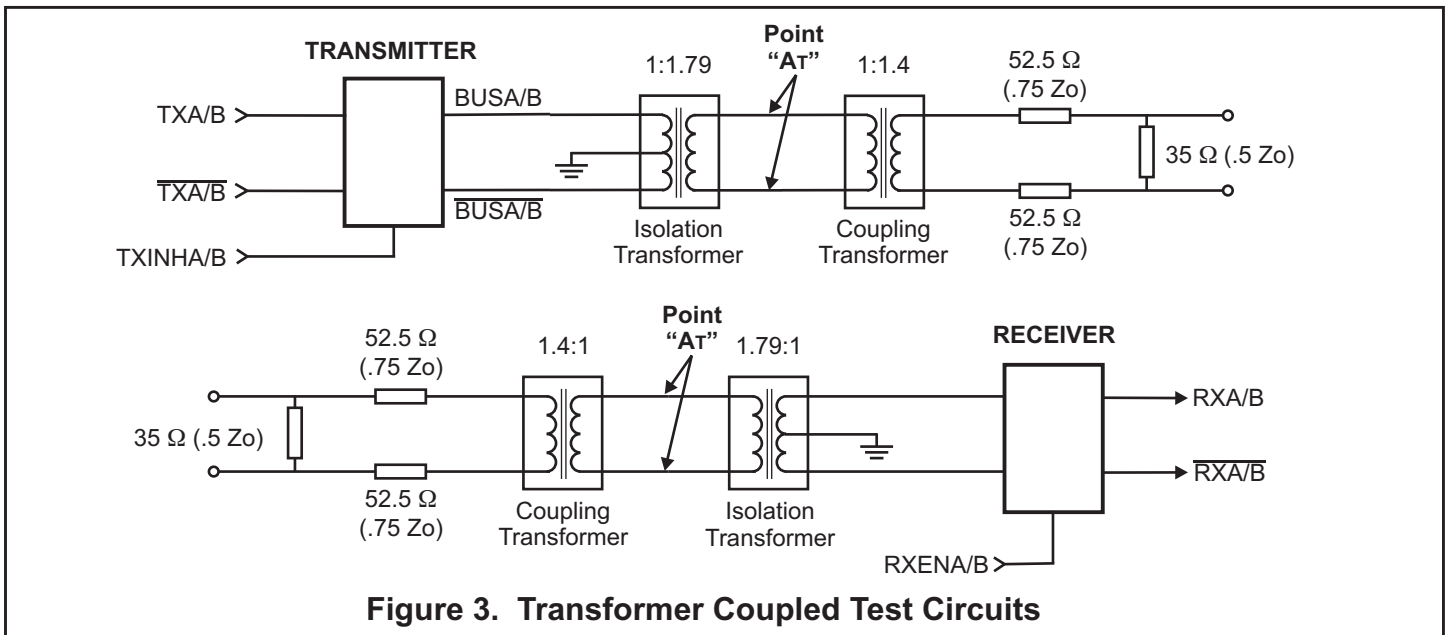 TRANSMITTER
Point
“AT”
1:1.79
1:1.4
52.5 Ω
(.75 Zo)
TXA/B
BUSA/B
35 Ω (.5 Zo)
TXA/B
BUSA/B
52.5 Ω
(.75 Zo)
Isolation
Transformer
Coupling
Transformer
TXINHA/B
Point
“AT”
52.5 Ω
(.75 Zo)
1.4:1
1.79:1
RECEIVER
RXA/B
35 Ω (.5 Zo)
RXA/B
52.5 Ω
(.75 Zo)
Coupling
Transformer
Isolation
Transformer
RXENA/B
Figure 3. Transformer Coupled Test Circuits